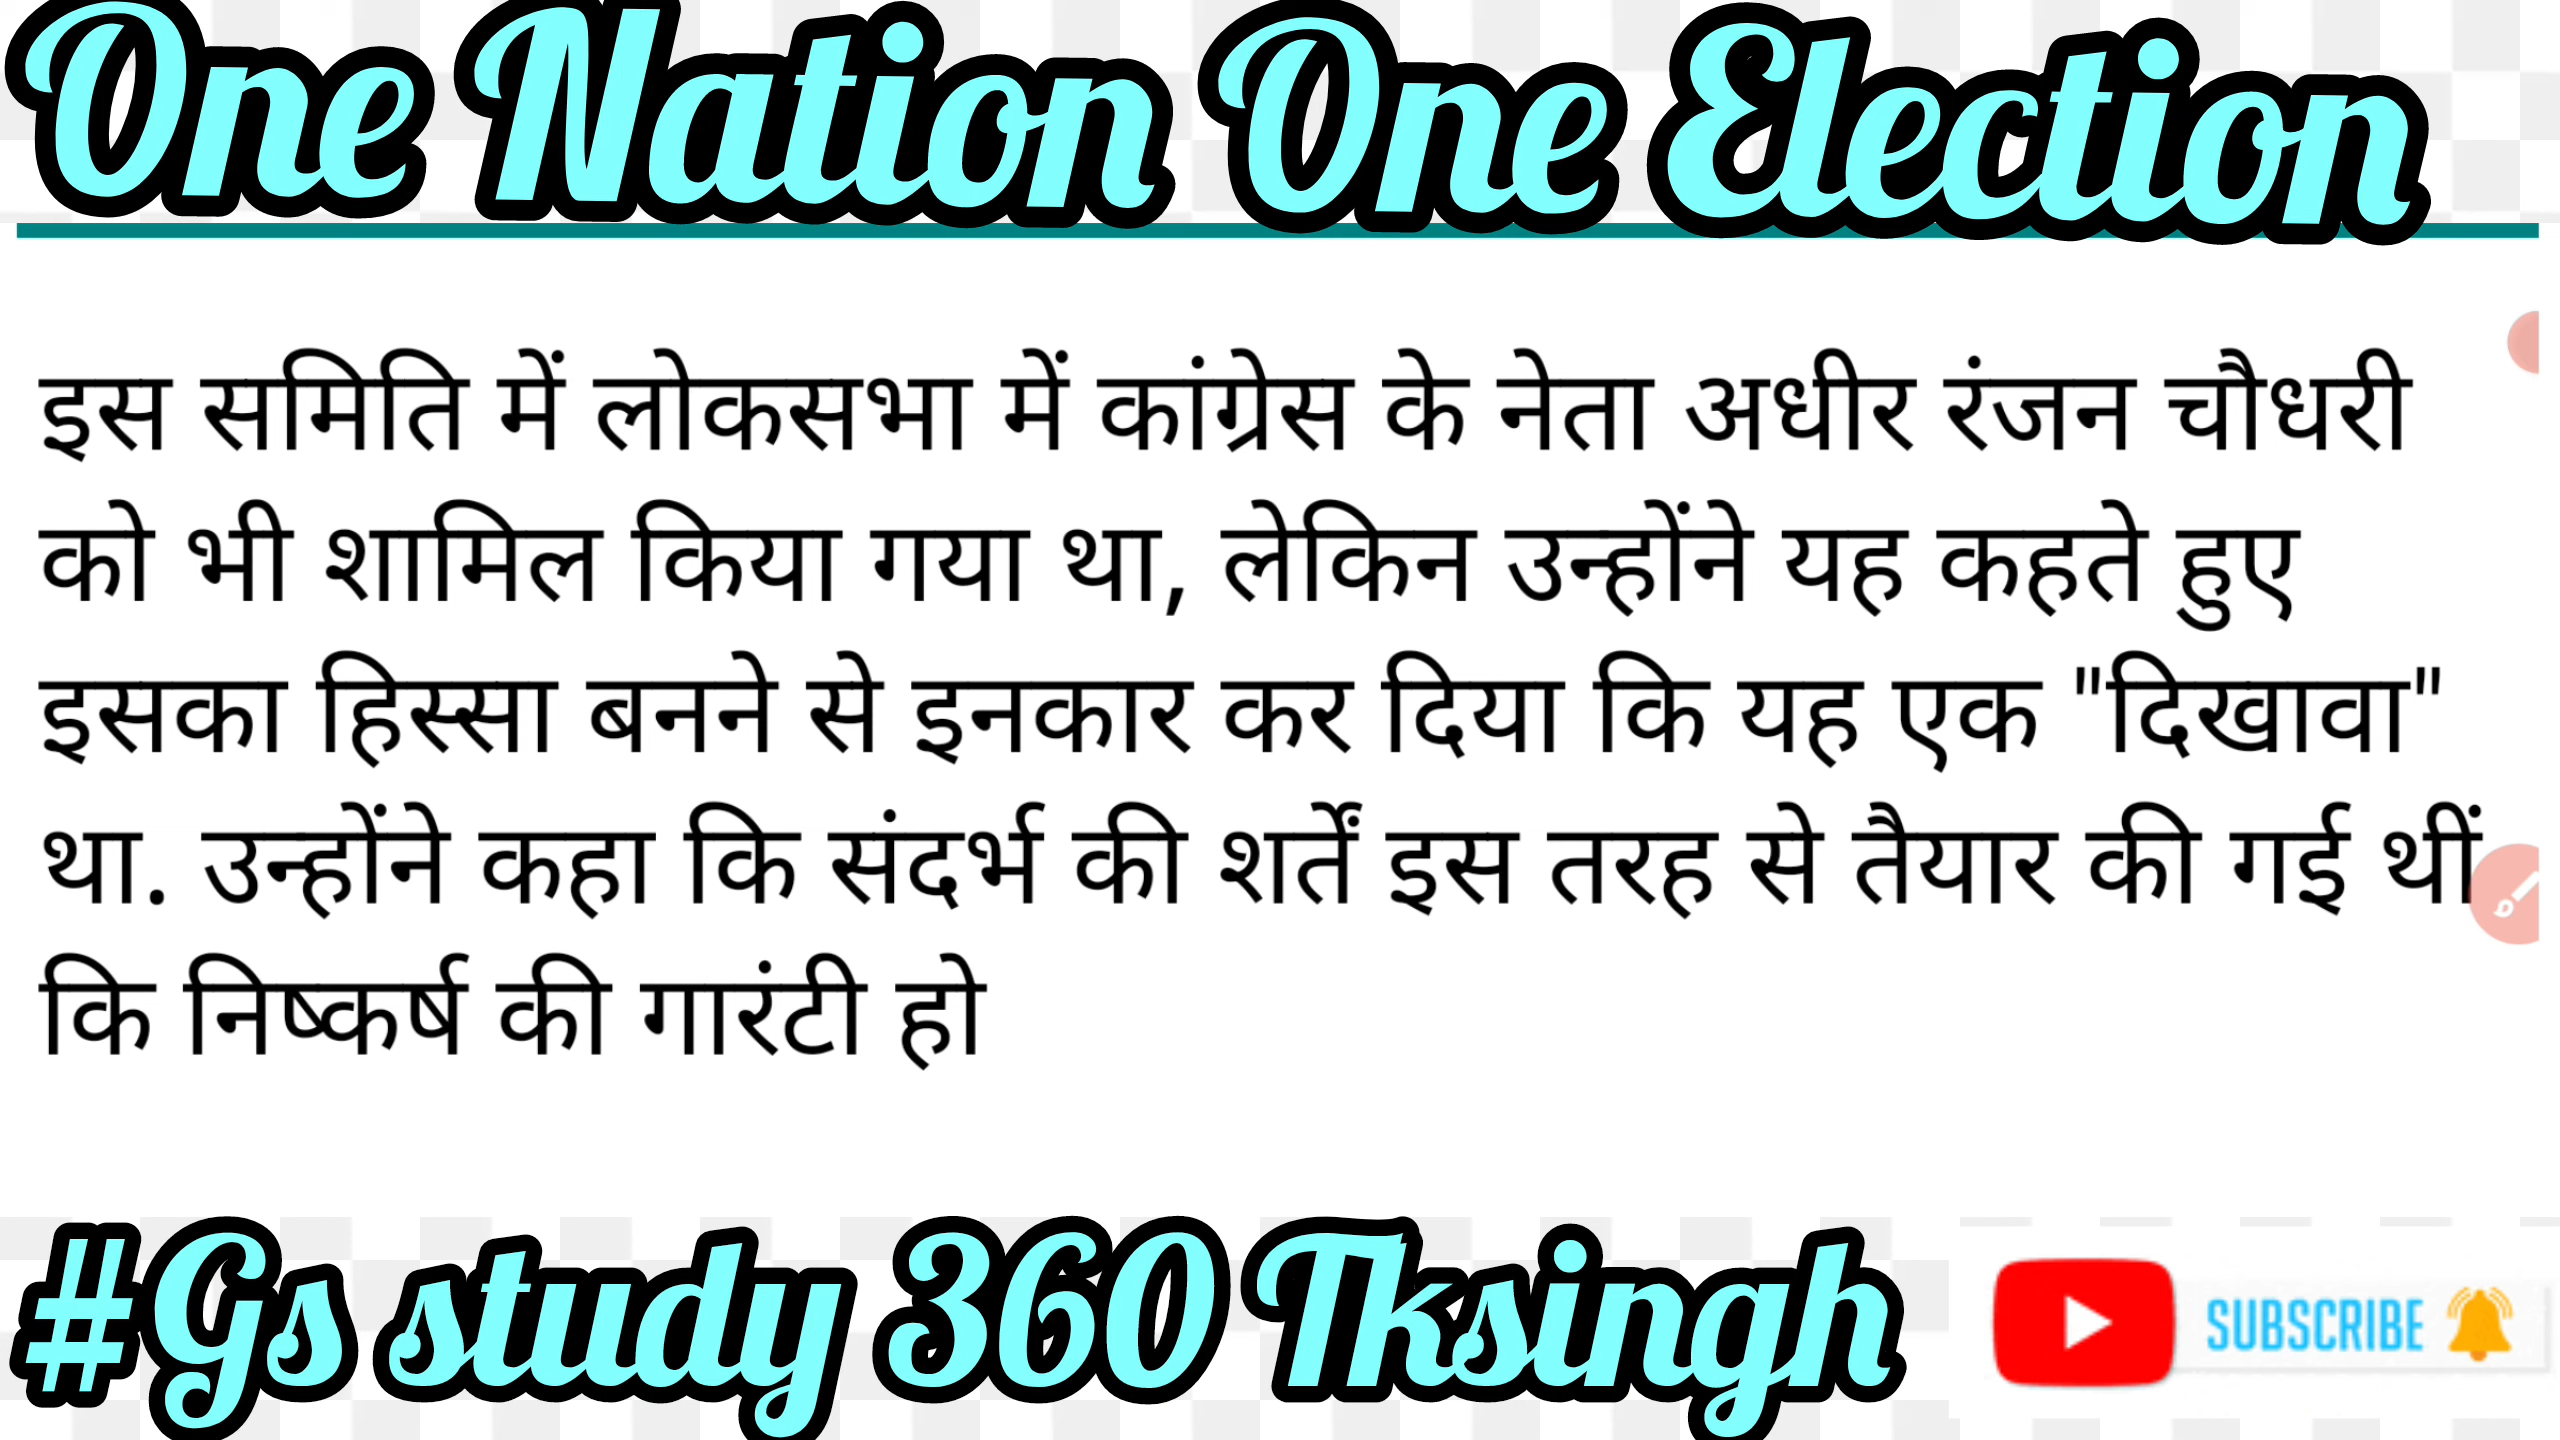 One Nation One Election
इस समिति में लोकसभा में कांग्रेस के नेता अधीर रंजन चौधरी
को भी शामिल किया गया था, लेकिन उन्होंने यह कहते हुए
इसका हिस्सा बनने से इनकार कर दिया कि यह एक "दिखावा"
था. उन्होंने कहा कि संदर्भ की शर्तें इस तरह से तैयार की गई थीं
कि निष्कर्ष की गारंटी हो
#Gs study 360 Tksingh
SUBSCRIBE